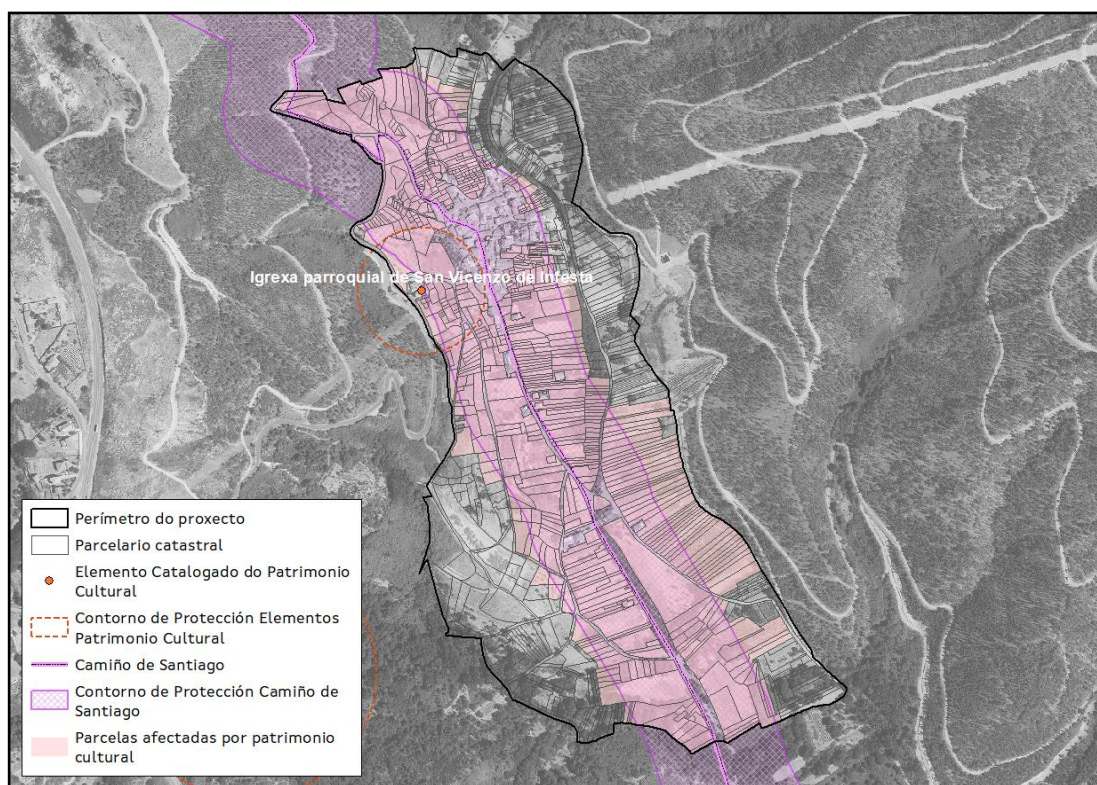 Igrexa parroquial de San Vicenzo de Infesta
Perímetro do proxecto
Parcelario catastral
Elemento Catalogado do Patrimonio
Cultural
Contorno de Protección Elementos
Patrimonio Cultural
Camiño de Santiago
Contorno de Protección Camiño de
Santiago
Parcelas afectadas por patrimonio
cultural